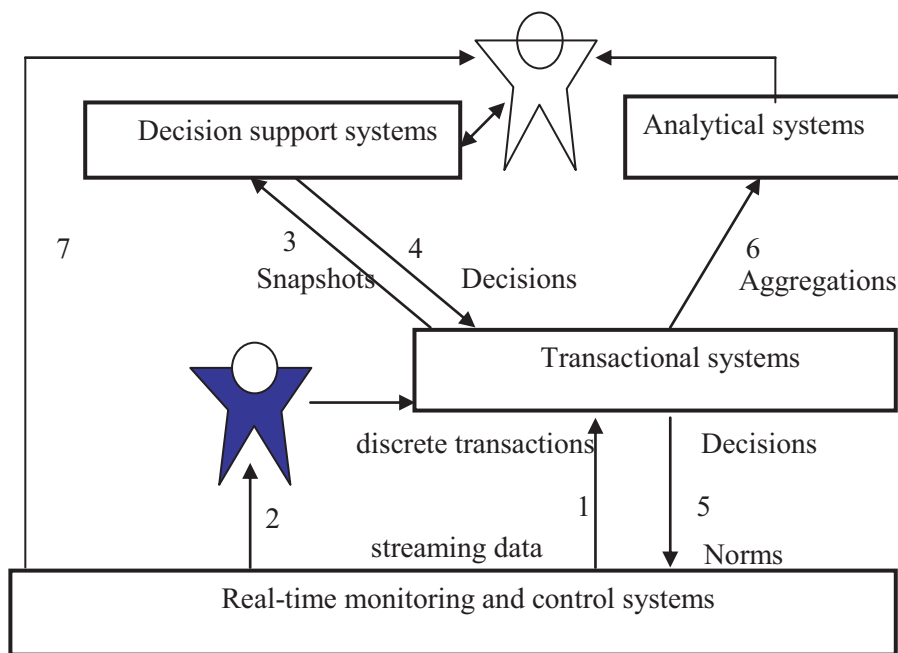 Decision support systems
Analytical systems
7
3
4
6
Snapshots
Decisions
Aggregations
Transactional systems
discrete transactions
Decisions
2
1
5
streaming data
Norms
Real-time monitoring and control systems